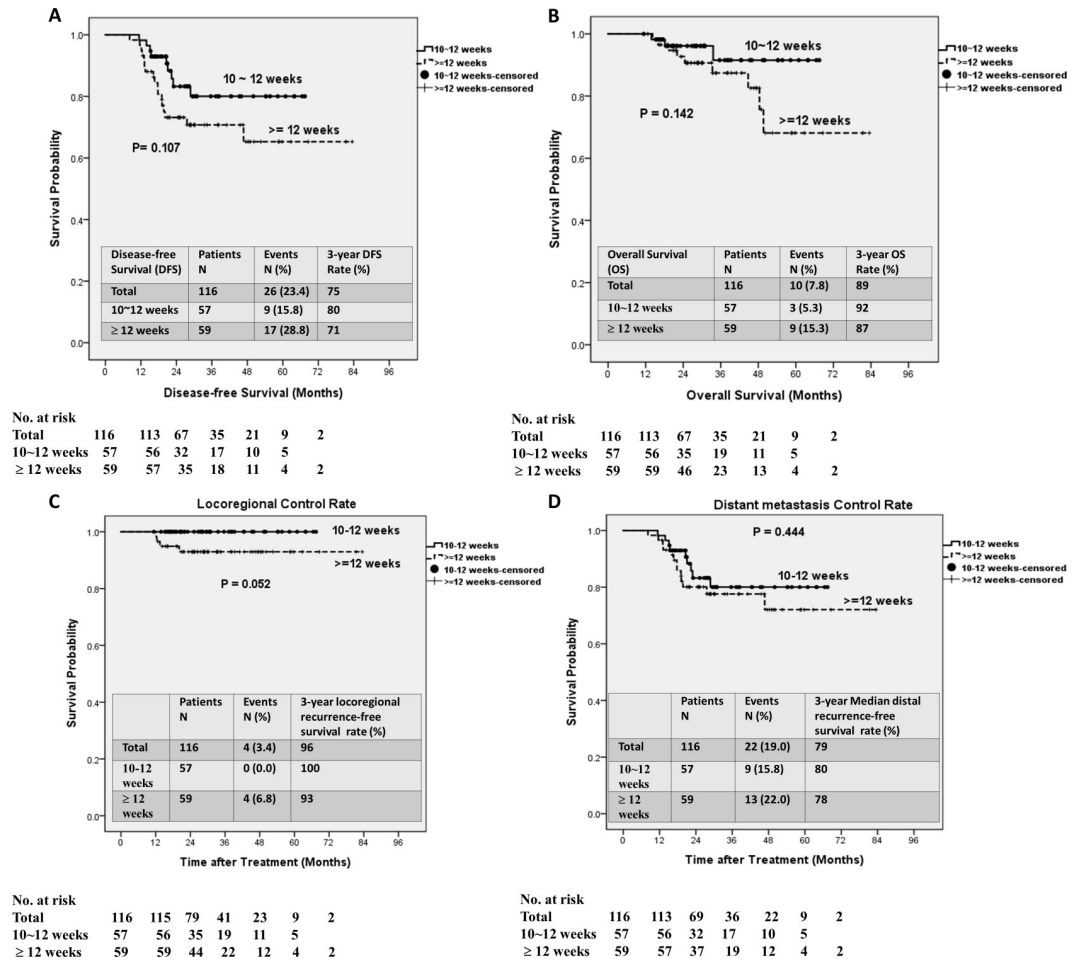 A
Survival Probability
1.0
0.8
0.6
0.4
0.2
0.0
10 ~ 12 weeks
>= 12 weeks
P= 0.107
10~12 weeks
>=12 weeks
10~12 weeks-censored
>=12 weeks-censored
Disease-free Survival (DFS) Patients N Events N (%) 3-year DFS Rate (%)
Total 116 26 (23.4) 75
10~12 weeks 57 9 (15.8) 80
≥ 12 weeks 59 17 (28.8) 71
0 12 24 36 48 60 72 84 96
Disease-free Survival (Months)
No. at risk
Total 116 113 67 35 21 9 2
10~12 weeks 57 56 32 17 10 5
≥ 12 weeks 59 57 35 18 11 4 2
B
Survival Probability
1.0
0.8
0.6
0.4
0.2
0.0
10~12 weeks
>=12 weeks
P = 0.142
10~12 weeks
>=12 weeks
10~12 weeks-censored
>=12 weeks-censored
Overall Survival (OS) Patients N Events N (%) 3-year OS Rate (%)
Total 116 10 (7.8) 89
10~12 weeks 57 3 (5.3) 92
≥ 12 weeks 59 9 (15.3) 87
0 12 24 36 48 60 72 84 96
Overall Survival (Months)
No. at risk
Total 116 113 67 35 21 9 2
10~12 weeks 57 56 35 19 11 5
≥ 12 weeks 59 59 46 23 13 4 2
C
Locoregional Control Rate
Survival Probability
1.0
0.8
0.6
0.4
0.2
0.0
10-12 weeks
>=12 weeks
P = 0.052
10-12 weeks
>=12 weeks
10-12 weeks-censored
>=12 weeks-censored
Patients N Events N (%) 3-year locoregional recurrence-free survival rate (%)
Total 116 4 (3.4) 96
10-12 weeks 57 0 (0.0) 100
≥ 12 weeks 59 4 (6.8) 93
0 12 24 36 48 60 72 84 96
Time after Treatment (Months)
No. at risk
Total 116 115 79 41 23 9 2
10~12 weeks 57 56 35 19 11 5
≥ 12 weeks 59 59 44 22 12 4 2
D
Distant metastasis Control Rate
Survival Probability
1.0
0.8
0.6
0.4
0.2
0.0
P = 0.444
10-12 weeks
>=12 weeks
10-12 weeks
>=12 weeks
10-12 weeks-censored
>=12 weeks-censored
Patients N Events N (%) 3-year Median distal recurrence-free survival rate (%)
Total 116 22 (19.0) 79
10~12 weeks 57 9 (15.8) 80
≥ 12 weeks 59 13 (22.0) 78
0 12 24 36 48 60 72 84 96
Time after Treatment (Months)
No. at risk
Total 116 113 69 36 22 9 2
10~12 weeks 57 56 32 17 10 5
≥ 12 weeks 59 57 37 19 12 4 2